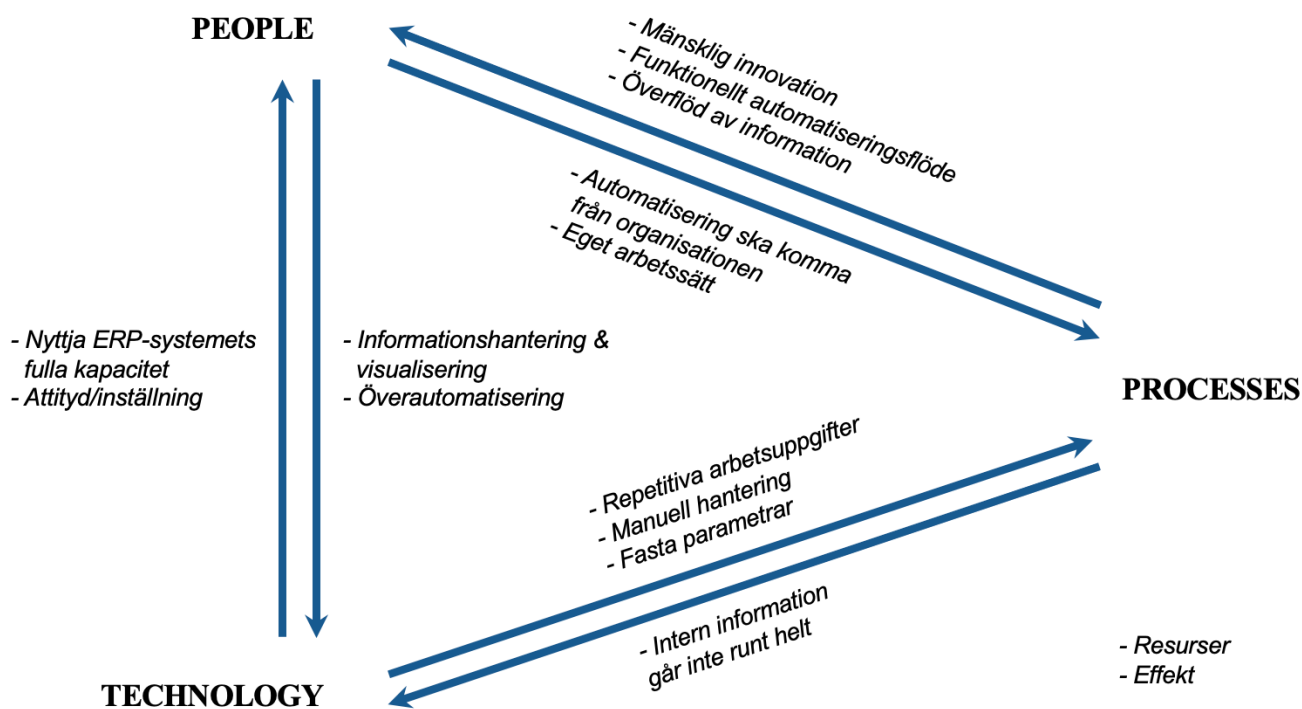 PEOPLE
- Mänsklig innovation
- Funktionellt automatiseringsflöde
- Överflöd av information
- Automatisering ska komma
från organisationen
- Eget arbetssätt
- Nyttja ERP-systemets
fulla kapacitet
- Attityd/inställning
- Informationshantering &
visualisering
- Överautomatisering
PROCESSES
- Repetitiva arbetsuppgifter
- Manuell hantering
- Fasta parametrar
- Intern information
går inte runt helt
TECHNOLOGY
- Resurser
- Effekt